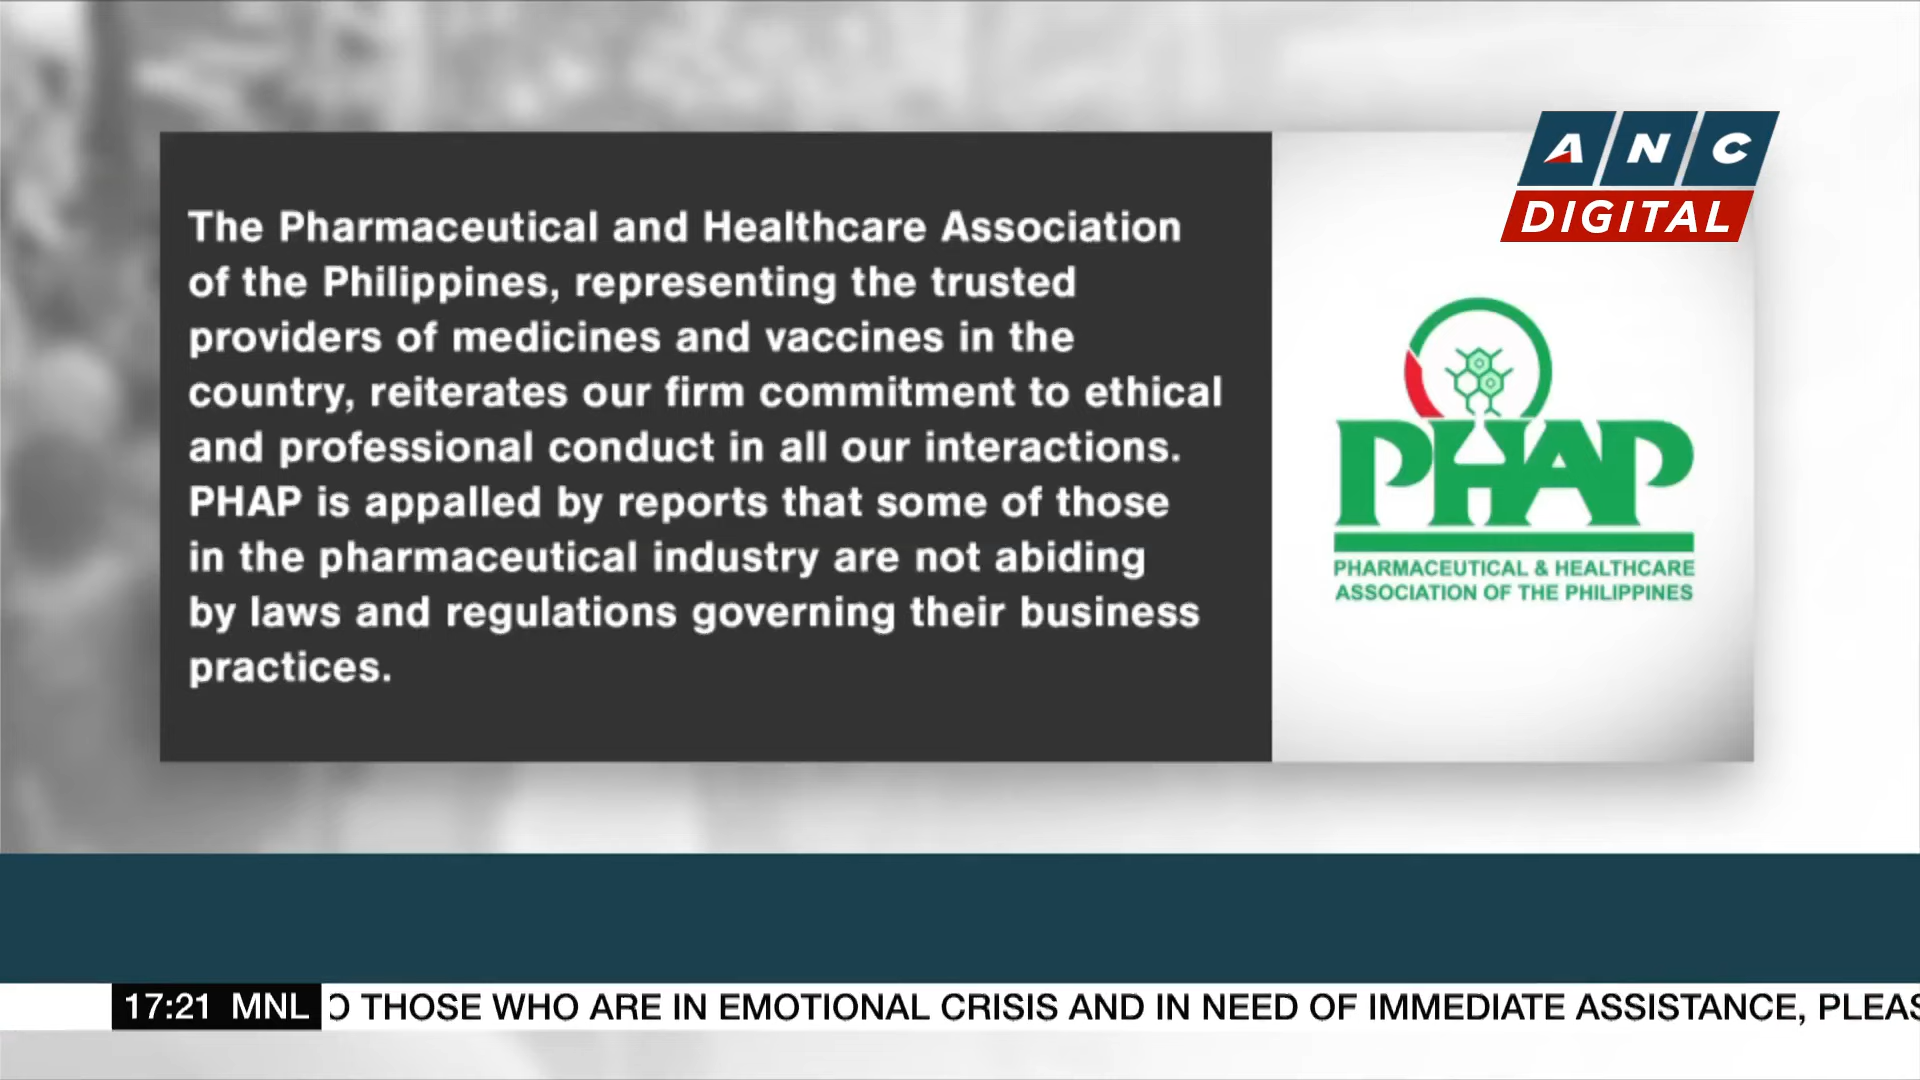 ANC
DIGITAL
The Pharmaceutical and Healthcare Association
of the Philippines, representing the trusted
providers of medicines and vaccines in the
country, reiterates our firm commitment to ethical
and professional conduct in all our interactions.
PHAP is appalled by reports that some of those
in the pharmaceutical industry are not abiding
by laws and regulations governing their business
practices.
PHAP
PHARMACEUTICAL & HEALTHCARE
ASSOCIATION OF THE PHILIPPINES
17:21 MNL THOSE WHO ARE IN EMOTIONAL CRISIS AND IN NEED OF IMMEDIATE ASSISTANCE,